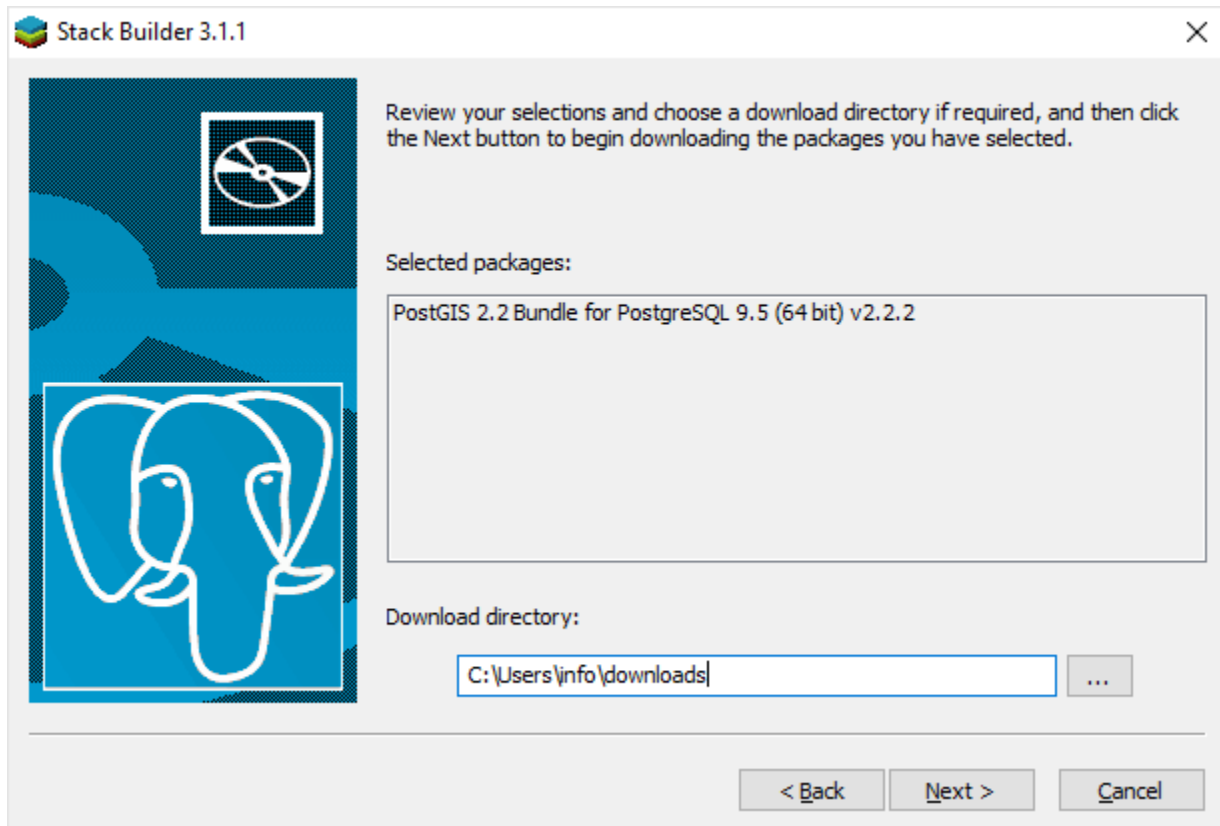 Stack Builder 3.1.1
Review your selections and choose a download directory if required, and then click
the Next button to begin downloading the packages you have selected.
Selected packages:
PostGIS 2.2 Bundle for PostgreSQL 9.5 (64 bit) v2.2.2
Download directory:
C:\Users\info\downloads
...
< Back
Next >
Cancel